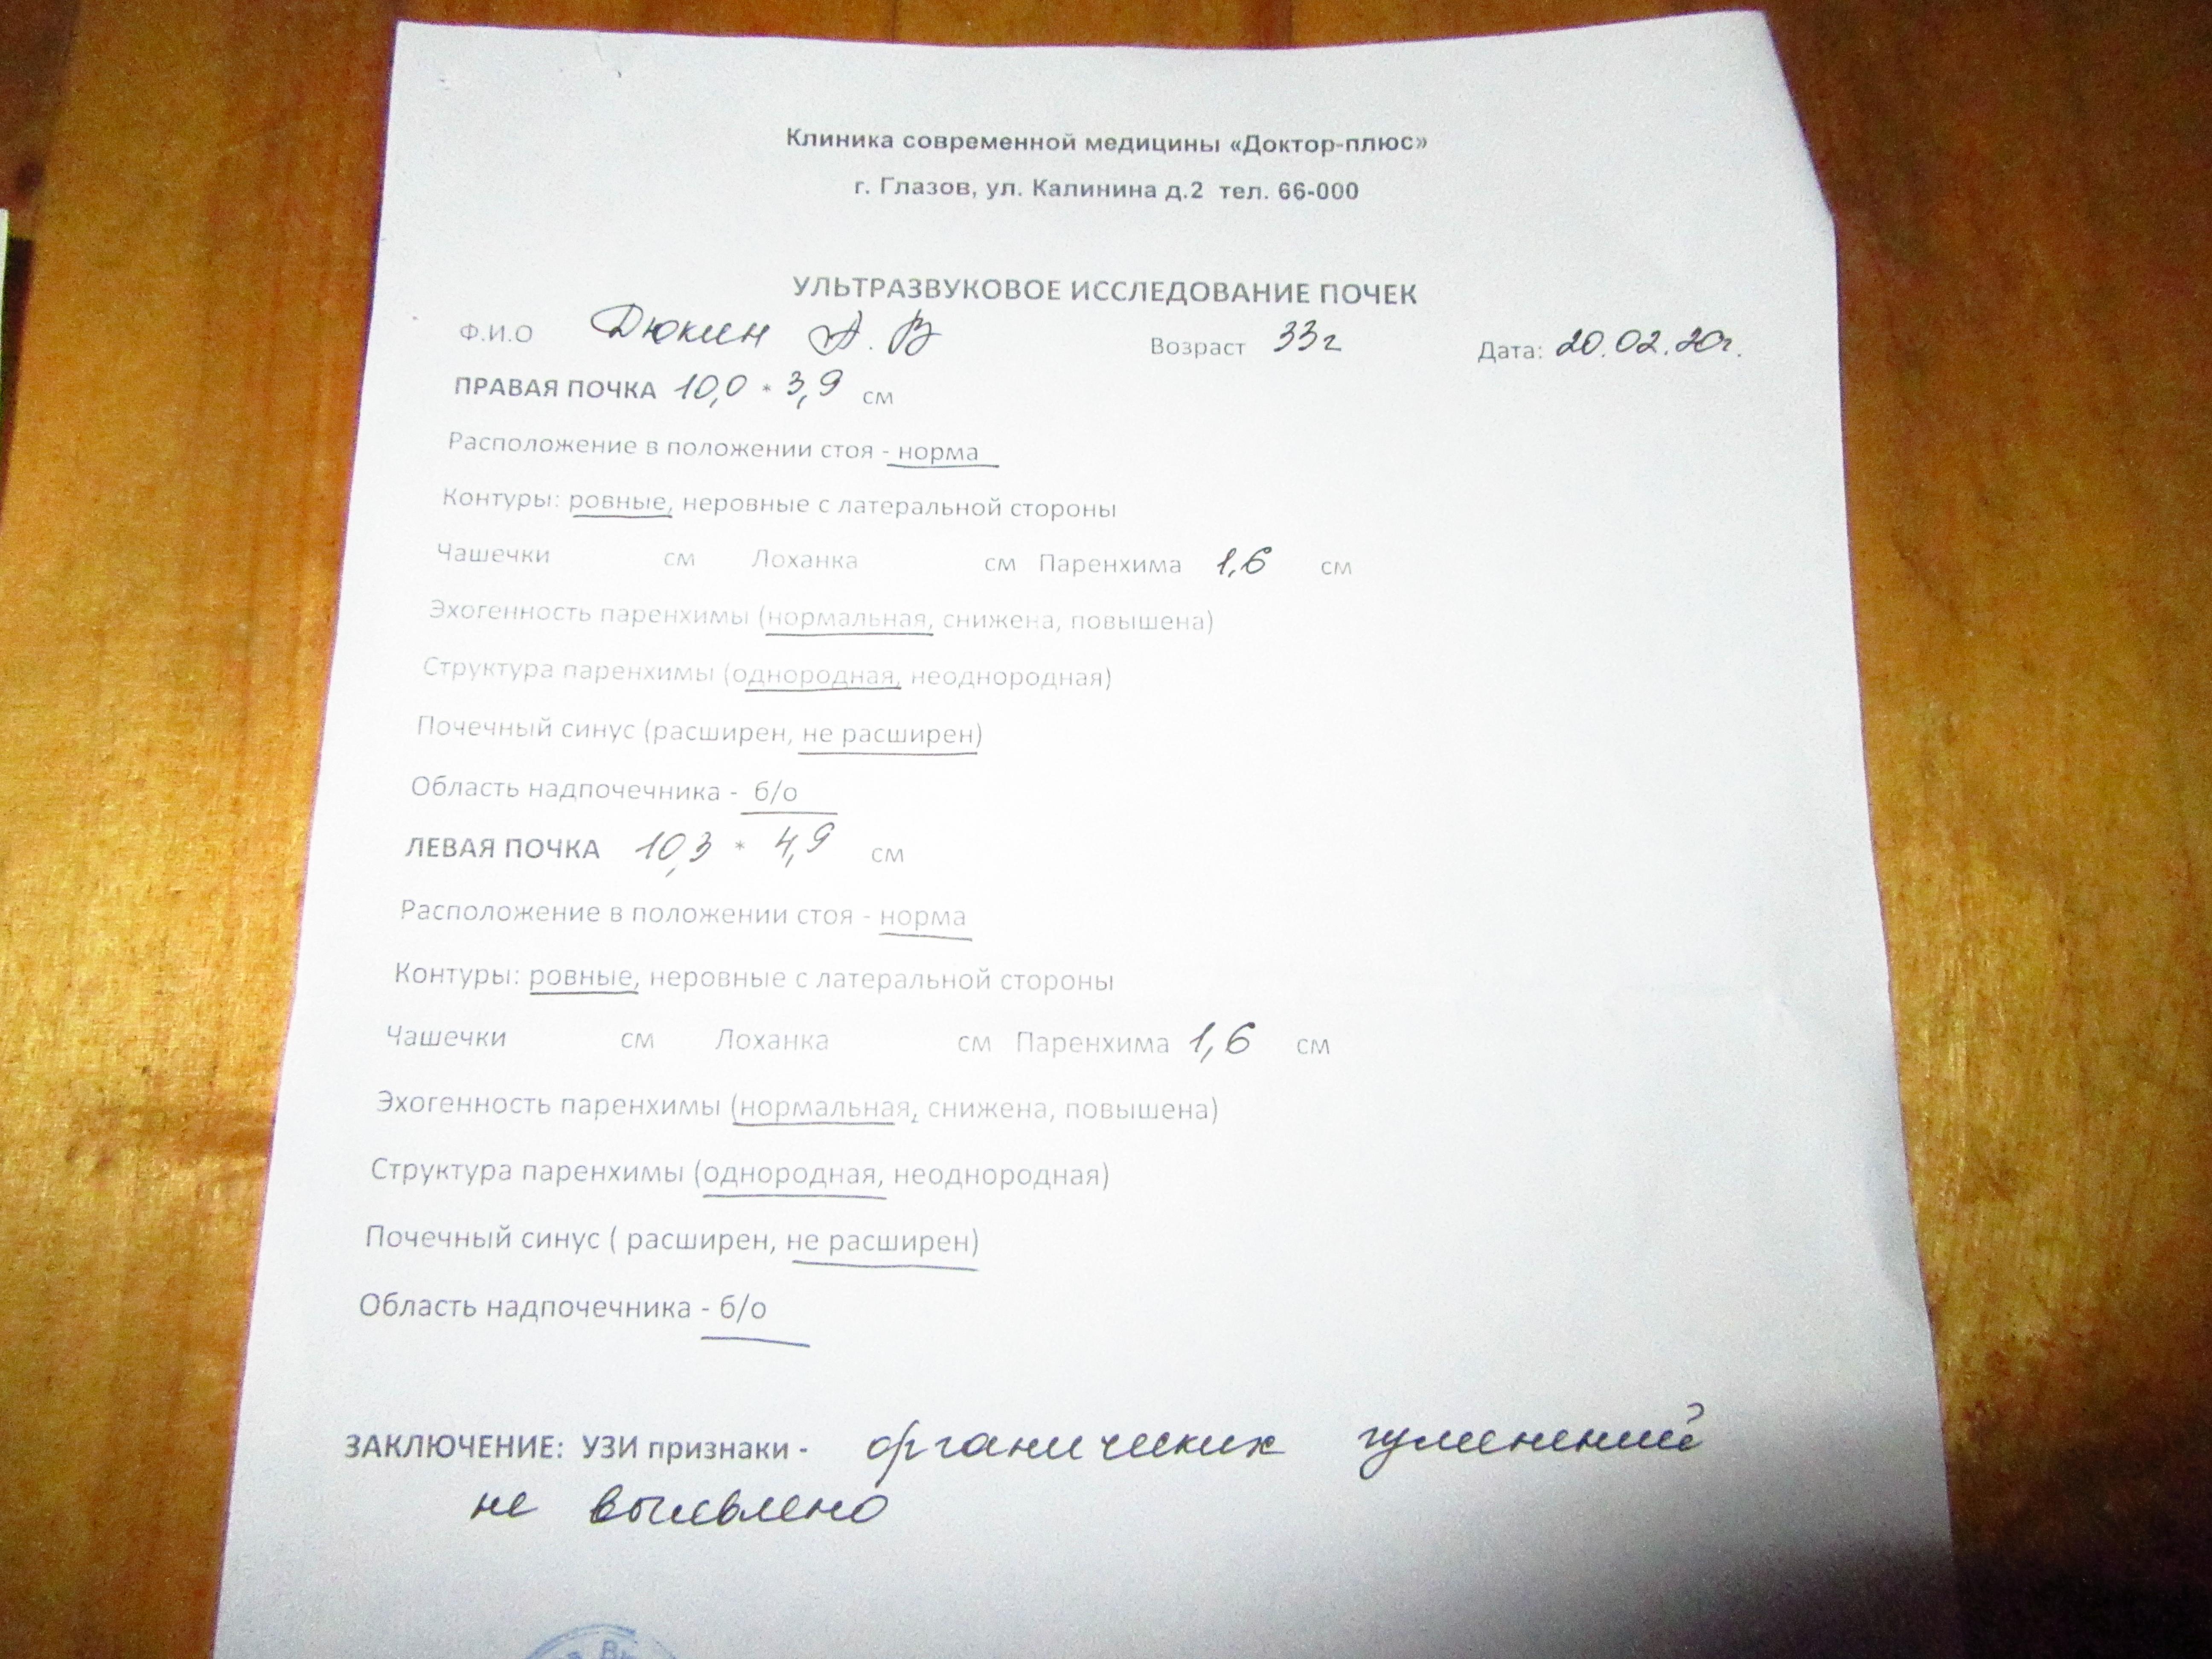 Клиника современной медицины «Доктор-плюс»
г. Глазов, ул. Калинина д.2 тел. 66-000
УЛЬТРАЗВУКОВОЕ ИССЛЕДОВАНИЕ ПОЧЕК
Ф.И.О Дюкин А. В Возраст 33г Дата: 20.02.20г.
ПРАВАЯ ПОЧКА 10,0 * 3,9 см
Расположение в положении стоя - норма
Контуры: ровные, неровные с латеральной стороны
Чашечки см Лоханка см Паренхима 1,6 см
Эхогенность паренхимы (нормальная, снижена, повышена)
Структура паренхимы (однородная, неоднородная)
Почечный синус (расширен, не расширен)
Область надпочечника - б/о
ЛЕВАЯ ПОЧКА 10,3 * 4,9 см
Расположение в положении стоя - норма
Контуры: ровные, неровные с латеральной стороны
Чашечки см Лоханка см Паренхима 1,6 см
Эхогенность паренхимы (нормальная, снижена, повышена)
Структура паренхимы (однородная, неоднородная)
Почечный синус ( расширен, не расширен)
Область надпочечника - б/о
ЗАКЛЮЧЕНИЕ: УЗИ признаки - органических изменений
не выявлено